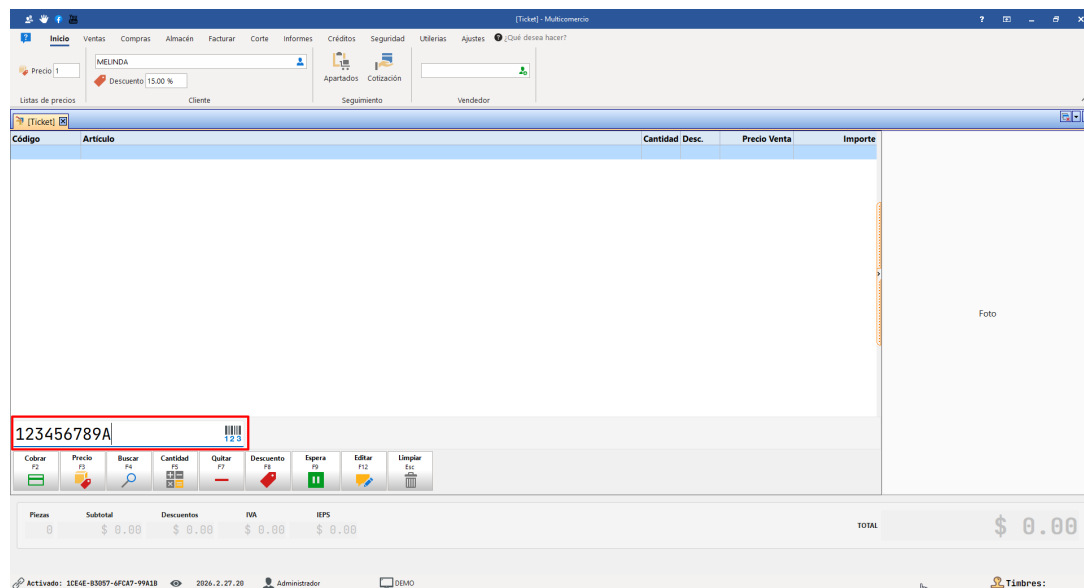 [Ticket] - Multicomercio
Inicio Ventas Compras Almacén Facturar Corte Informes Créditos Seguridad Utilerias Ajustes ¿Qué desea hacer?
Precio 1
MELINDA
Descuento 15.00 %
Apartados Cotización
Listas de precios Cliente Seguimiento Vendedor
[Ticket]
Código Artículo Cantidad Desc. Precio Venta Importe
Foto
123456789A
123
Cobrar Precio Buscar Cantidad Quitar Descuento Espera Editar Limpiar
F2 F3 F4 F5 F7 F8 F9 F12 Esc
Piezas Subtotal Descuentos IVA IEPS
0 $ 0.00 $ 0.00 $ 0.00 $ 0.00
TOTAL $ 0.00
Activado: 1CE4E-B3057-6FCA7-99A1B 2026.2.27.20 Administrador DEMO Timbres: